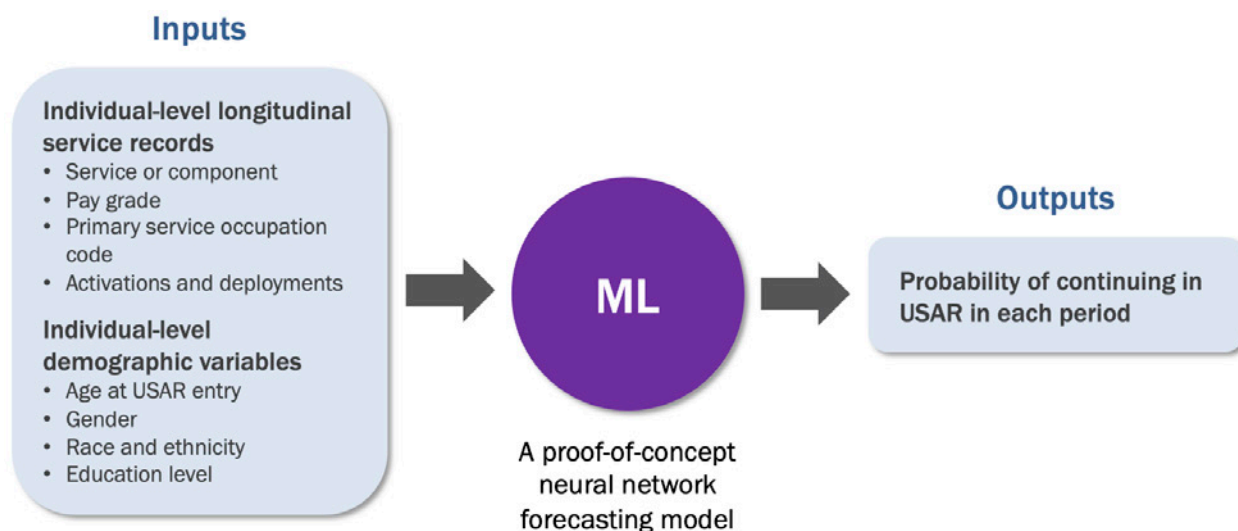 Inputs
Individual-level longitudinal
service records
• Service or component
• Pay grade
• Primary service occupation
code
• Activations and deployments
Individual-level
demographic variables
• Age at USAR entry
• Gender
• Race and ethnicity
• Education level
ML
A proof-of-concept
neural network
forecasting model
Outputs
Probability of continuing in
USAR in each period